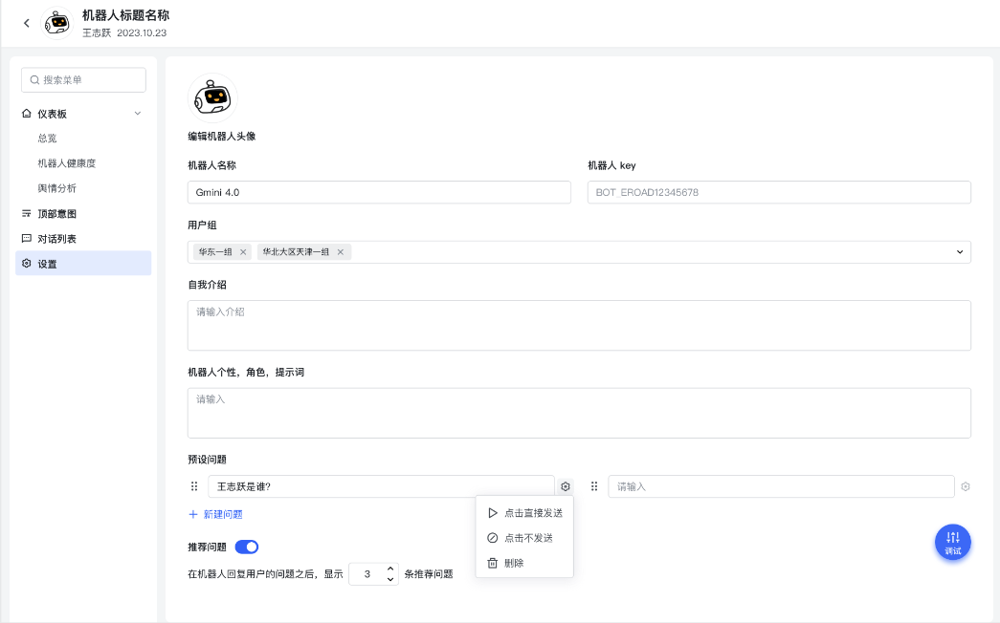 机器人标题名称
王志跃 2023.10.23
搜索菜单
仪表板
总览
机器人健康度
舆情分析
顶部意图
对话列表
设置
编辑机器人头像
机器人名称
机器人 key
Gmini 4.0
BOT_EROAD12345678
用户组
华东一组
华北大区天津一组
自我介绍
请输入介绍
机器人个性，角色，提示词
请输入
预设问题
王志跃是谁?
请输入
点击直接发送
点击不发送
删除
新建问题
推荐问题
在机器人回复用户的问题之后，显示 3 条推荐问题
调试